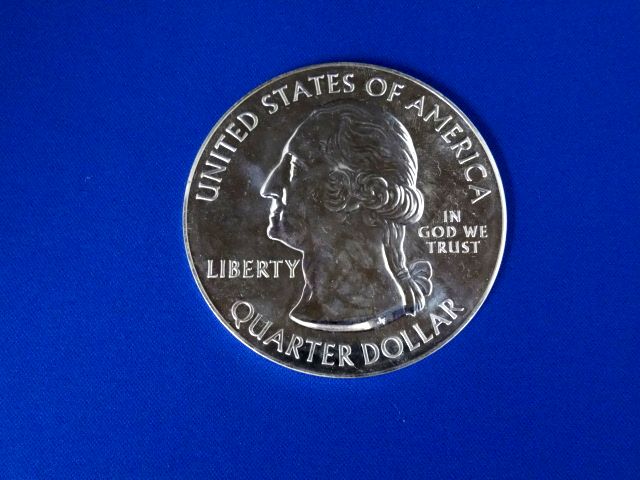 UNITED STATES OF AMERICA
IN
GOD WE
TRUST
LIBERTY
QUARTER DOLLAR